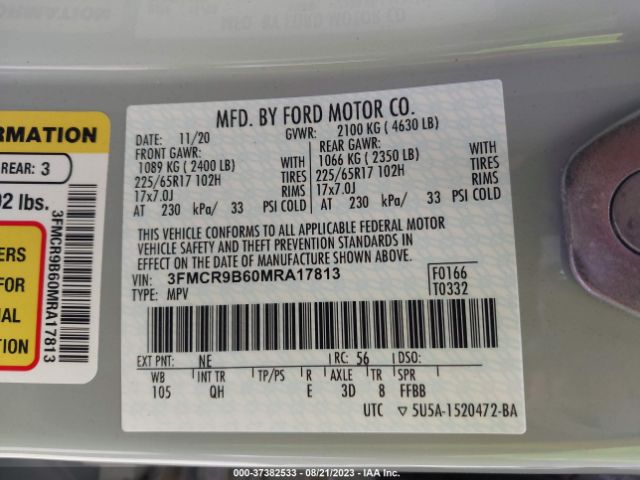 MFD. BY FORD MOTOR CO.
DATE: 11/20 GVWR: 2100 KG ( 4630 LB)
FRONT GAWR: REAR GAWR:
1089 KG ( 2400 LB) WITH 1066 KG ( 2350 LB) WITH
225/65R17 102H TIRES 225/65R17 102H TIRES
17x7.0J RIMS 17x7.0J RIMS
AT 230 kPa/ 33 PSI COLD AT 230 kPa/ 33 PSI COLD
THIS VEHICLE CONFORMS TO ALL APPLICABLE FEDERAL MOTOR
VEHICLE SAFETY AND THEFT PREVENTION STANDARDS IN
EFFECT ON THE DATE OF MANUFACTURE SHOWN ABOVE.
VIN: 3FMCR9B60MRA17813 F0166
TYPE: MPV T0332
EXT PNT: NE RC: 56 DSO:
WB INT TR TP/PS R AXLE TR SPR
105 QH E 3D 8 FFBB
UTC 5U5A-1520472-BA
ORMATION
REAR: 3
lbs.
3FMCR9B60MRA17813
FOR
AL
TION
000-37382533 - 08/21/2023 - IAA Inc.